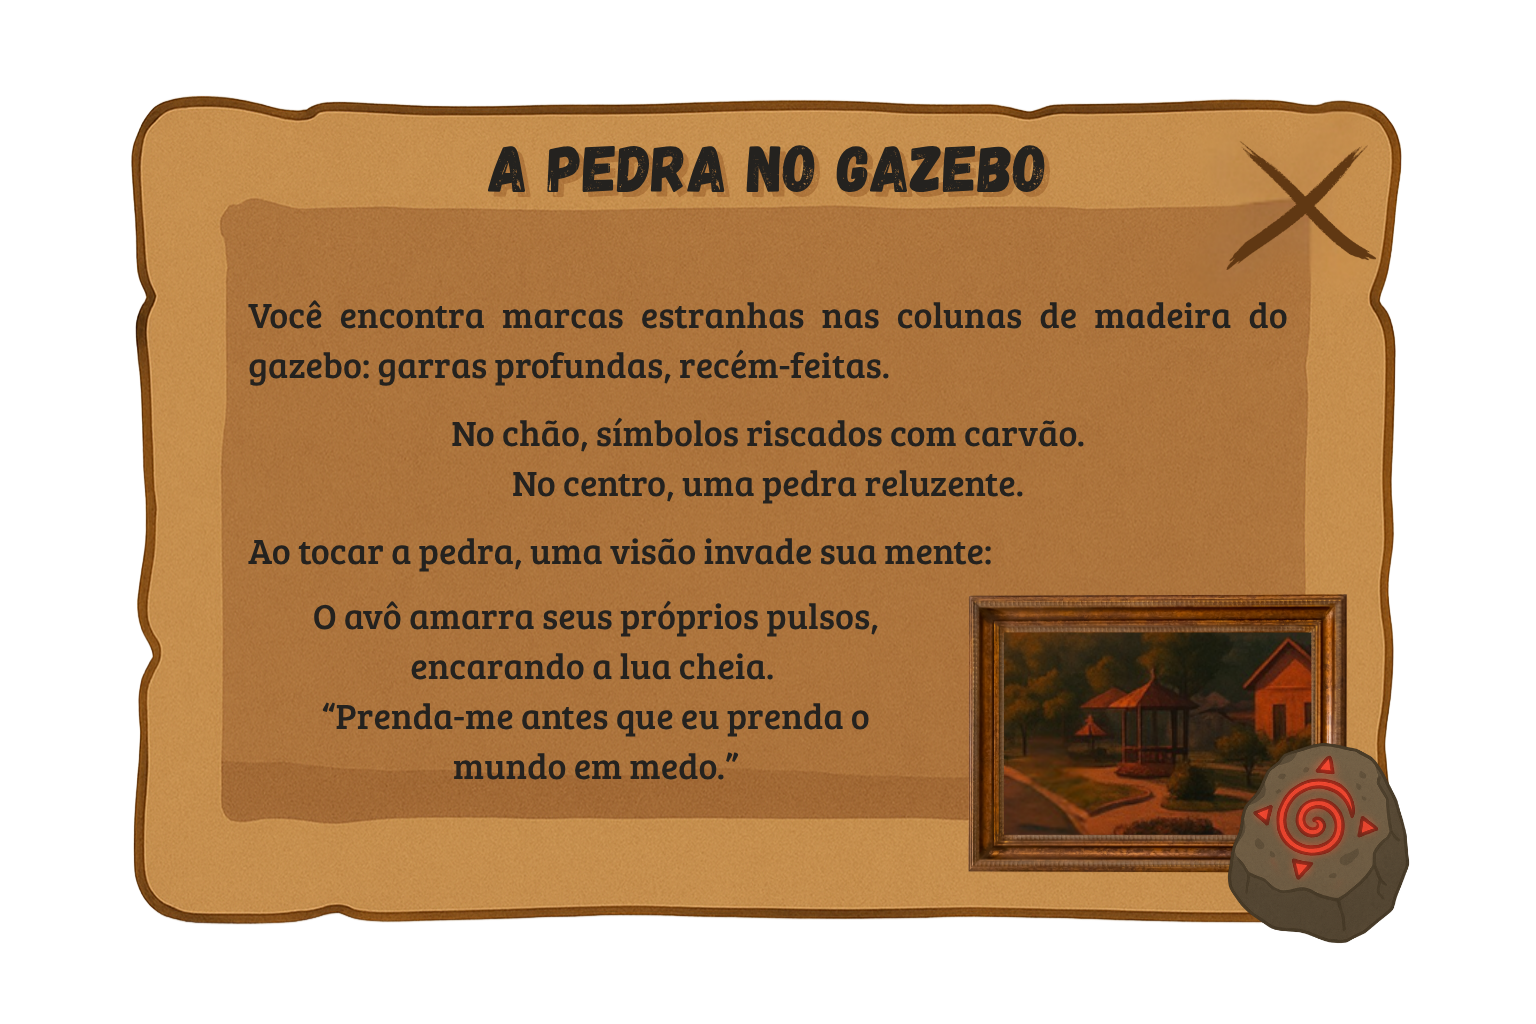 A PEDRA NO GAZEBO
Você encontra marcas estranhas nas colunas de madeira do
gazebo: garras profundas, recém-feitas.
No chão, símbolos riscados com carvão.
No centro, uma pedra reluzente.
Ao tocar a pedra, uma visão invade sua mente:
O avô amarra seus próprios pulsos,
encarando a lua cheia.
“Prenda-me antes que eu prenda o
mundo em medo.”